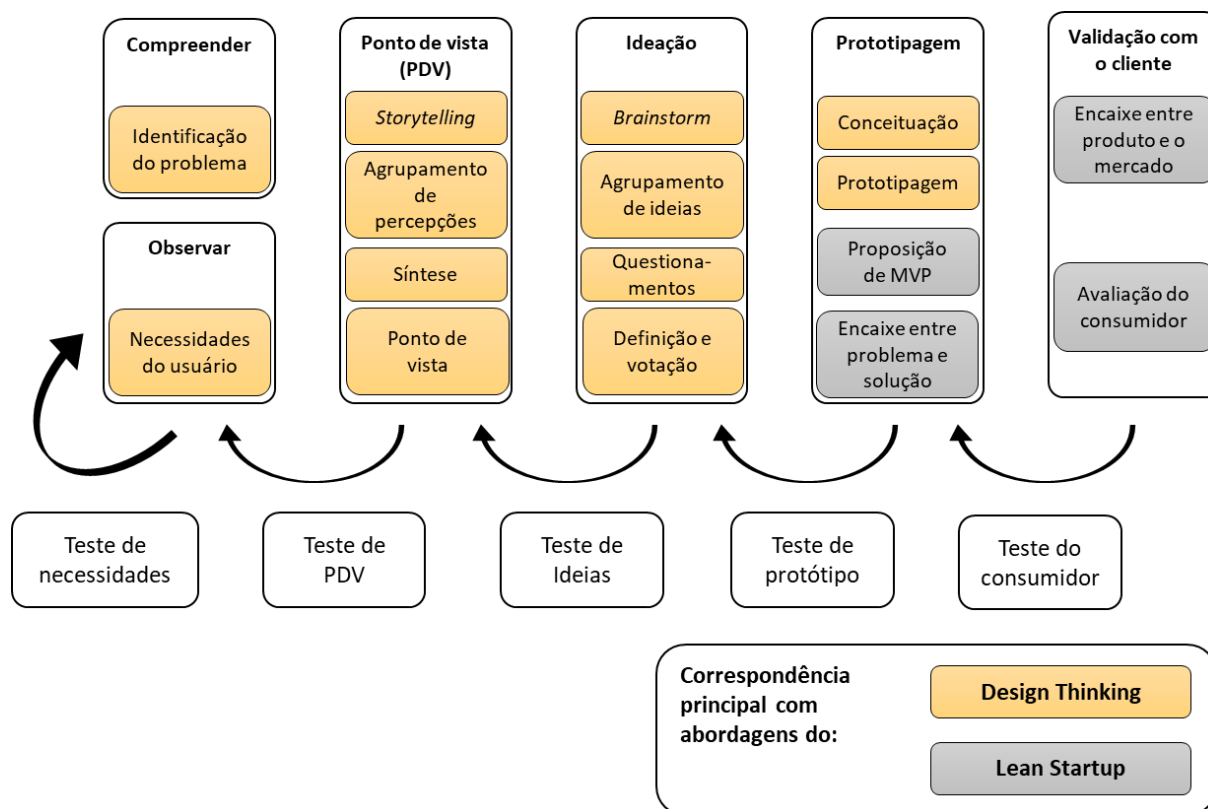 Compreender
Identificação
do problema
Observar
Necessidades
do usuário
Ponto de vista
(PDV)
Storytelling
Agrupamento
de
percepções
Síntese
Ponto de
vista
Ideação
Brainstorm
Agrupamento
de ideias
Questiona-
mentos
Definição e
votação
Prototipagem
Conceituação
Prototipagem
Proposição
de MVP
Encaixe entre
problema e
solução
Validação com
o cliente
Encaixe entre
produto e o
mercado
Avaliação do
consumidor
Teste de
necessidades
Teste de
PDV
Teste de
Ideias
Teste de
protótipo
Teste do
consumidor
Correspondência
principal com
abordagens do:
Design Thinking
Lean Startup